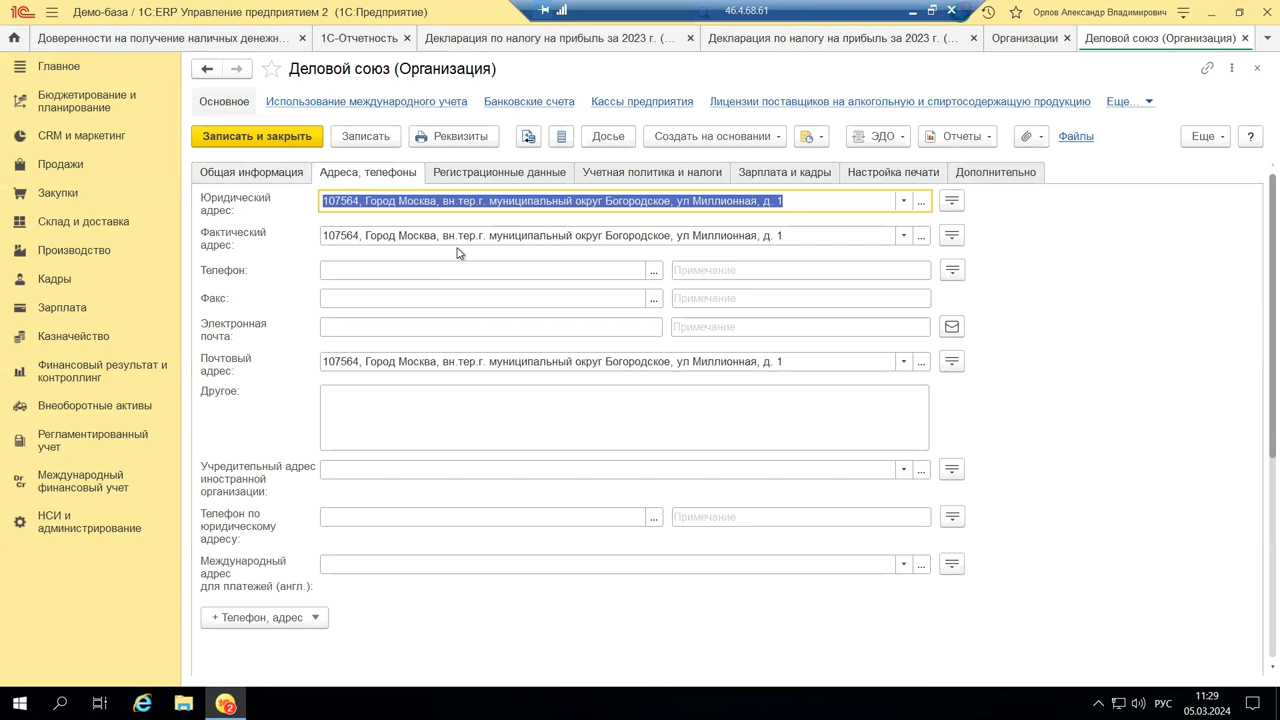 Демо-база / 1С:ERP Управление предприятием 2 (1С:Предприятие)
46.4.68.61
Орлов Александр Владимирович
Доверенности на получение наличных денежн...
1С-Отчетность
Декларация по налогу на прибыль за 2023 г. (...
Декларация по налогу на прибыль за 2023 г. (...
Организации
Деловой союз (Организация)
Главное
Бюджетирование и
планирование
CRM и маркетинг
Продажи
Закупки
Склад и доставка
Производство
Кадры
Зарплата
Казначейство
Финансовый результат и
контроллинг
Внеоборотные активы
Регламентированный
учет
Международный
финансовый учет
НСИ и
администрирование
Деловой союз (Организация)
Основное
Использование международного учета
Банковские счета
Кассы предприятия
Лицензии поставщиков на алкогольную и спиртосодержащую продукцию
Еще...
Записать и закрыть
Записать
Реквизиты
Досье
Создать на основании
ЭДО
Отчеты
Файлы
Еще
?
Общая информация
Адреса, телефоны
Регистрационные данные
Учетная политика и налоги
Зарплата и кадры
Настройка печати
Дополнительно
Юридический
адрес:
107564, Город Москва, вн.тер.г. муниципальный округ Богородское, ул Миллионная, д. 1
Фактический
адрес:
107564, Город Москва, вн.тер.г. муниципальный округ Богородское, ул Миллионная, д. 1
Телефон:
Примечание
Факс:
Примечание
Электронная
почта:
Примечание
Почтовый
адрес:
107564, Город Москва, вн.тер.г. муниципальный округ Богородское, ул Миллионная, д. 1
Другое:
Учредительный адрес
иностранной
организации:
Телефон по
юридическому
адресу:
Примечание
Международный
адрес
для платежей (англ.):
+ Телефон, адрес
2
РУС
11:29
05.03.2024